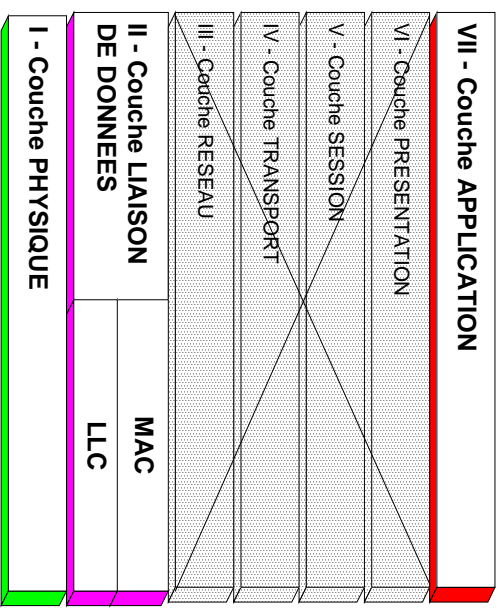 VII - Couche APPLICATION
VI - Couche PRESENTATION
V - Couche SESSION
IV - Couche TRANSPORT
III - Couche RESEAU
II - Couche LIAISON
DE DONNEES
MAC
LLC
I - Couche PHYSIQUE